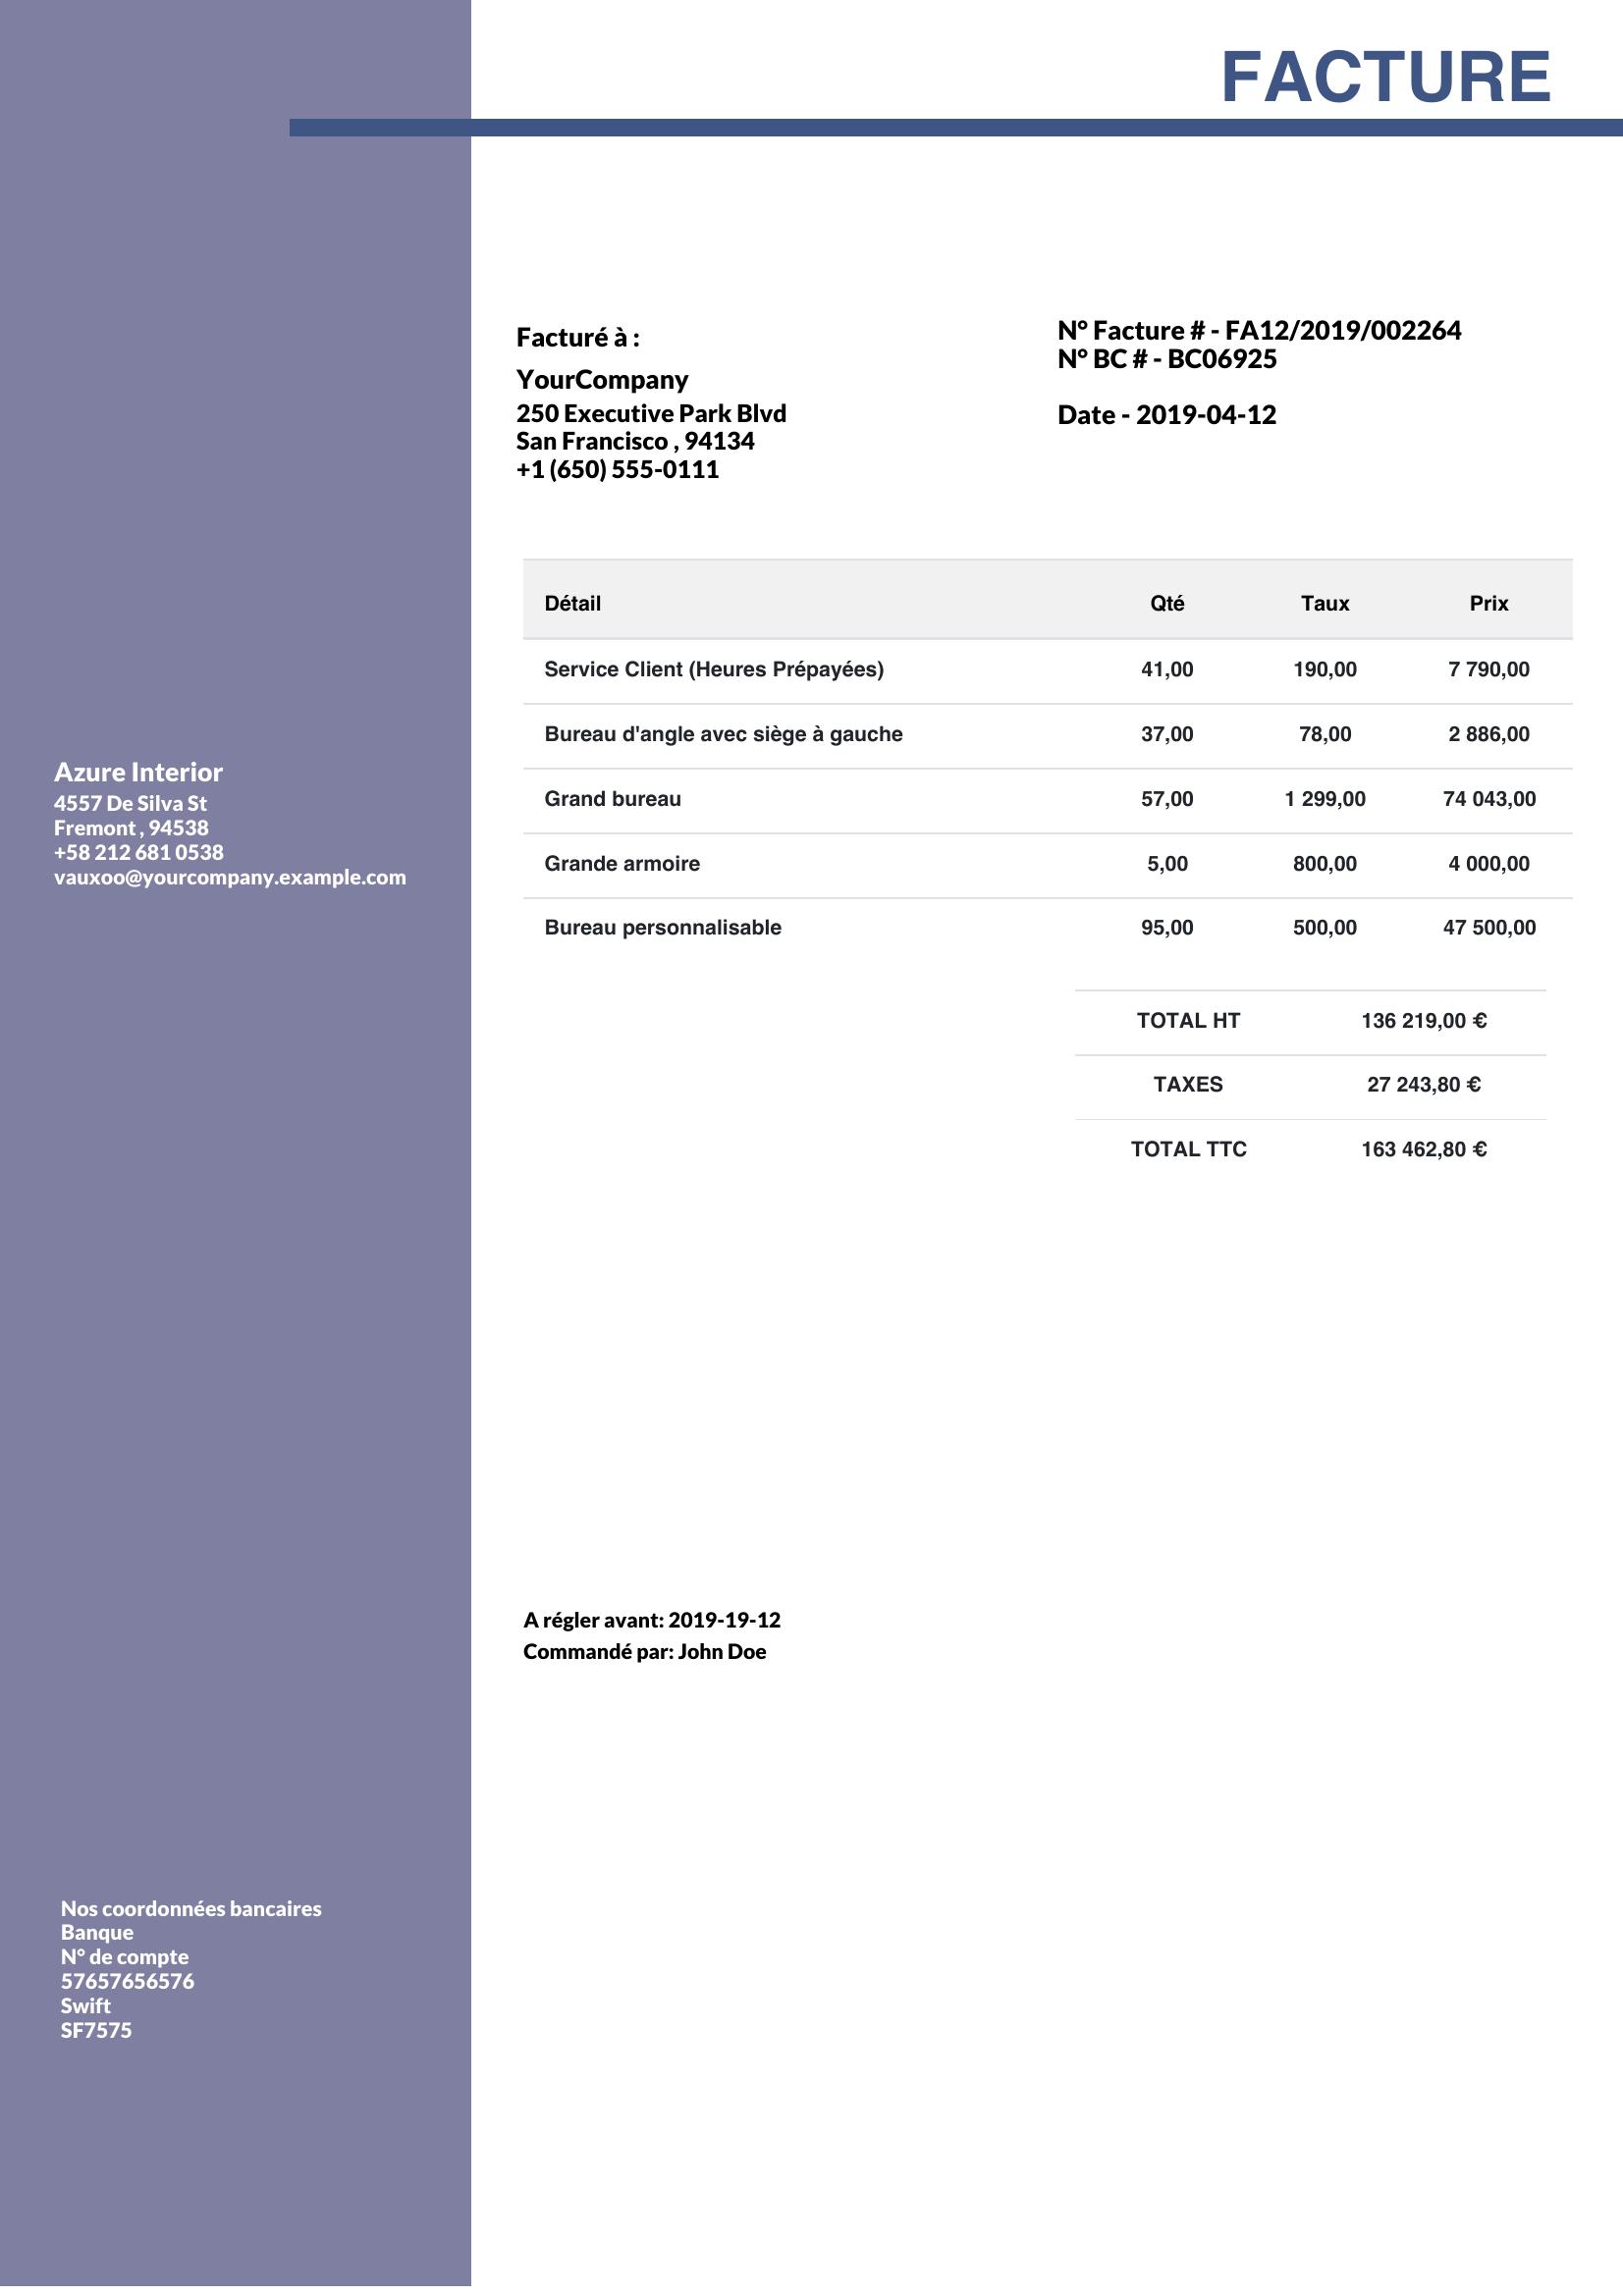 FACTURE
Facturé à :
YourCompany
250 Executive Park Blvd
San Francisco , 94134
+1 (650) 555-0111
N° Facture # - FA12/2019/002264
N° BC # - BC06925
Date - 2019-04-12
Détail Qté Taux Prix
Service Client (Heures Prépayées) 41,00 190,00 7 790,00
Bureau d'angle avec siège à gauche 37,00 78,00 2 886,00
Grand bureau 57,00 1 299,00 74 043,00
Grande armoire 5,00 800,00 4 000,00
Bureau personnalisable 95,00 500,00 47 500,00
TOTAL HT 136 219,00 €
TAXES 27 243,80 €
TOTAL TTC 163 462,80 €
Azure Interior
4557 De Silva St
Fremont , 94538
+58 212 681 0538
vauxoo@yourcompany.example.com
A régler avant: 2019-19-12
Commandé par: John Doe
Nos coordonnées bancaires
Banque
N° de compte
57657656576
Swift
SF7575